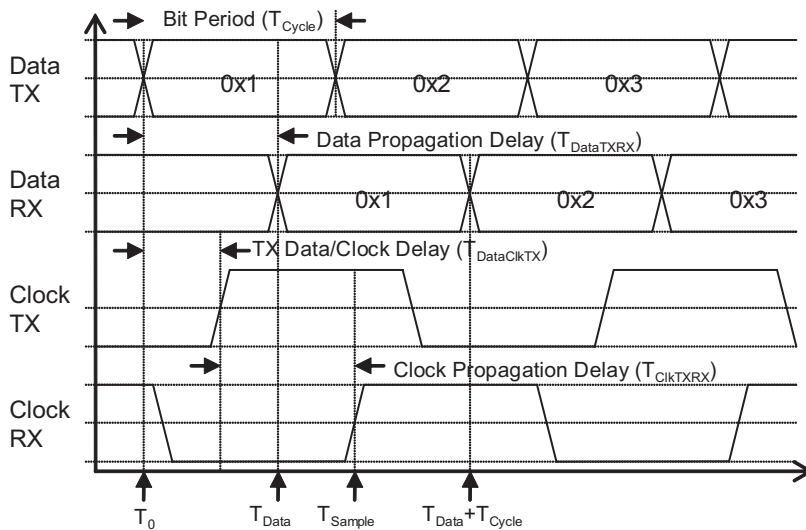 Bit Period (T_Cycle)
Data
TX
0x1
0x2
0x3
Data Propagation Delay (T_DataTXRX)
Data
RX
0x1
0x2
0x3
TX Data/Clock Delay (T_DataClkTX)
Clock
TX
Clock Propagation Delay (T_ClkTXRX)
Clock
RX
T_0
T_Data
T_Sample
T_Data+T_Cycle